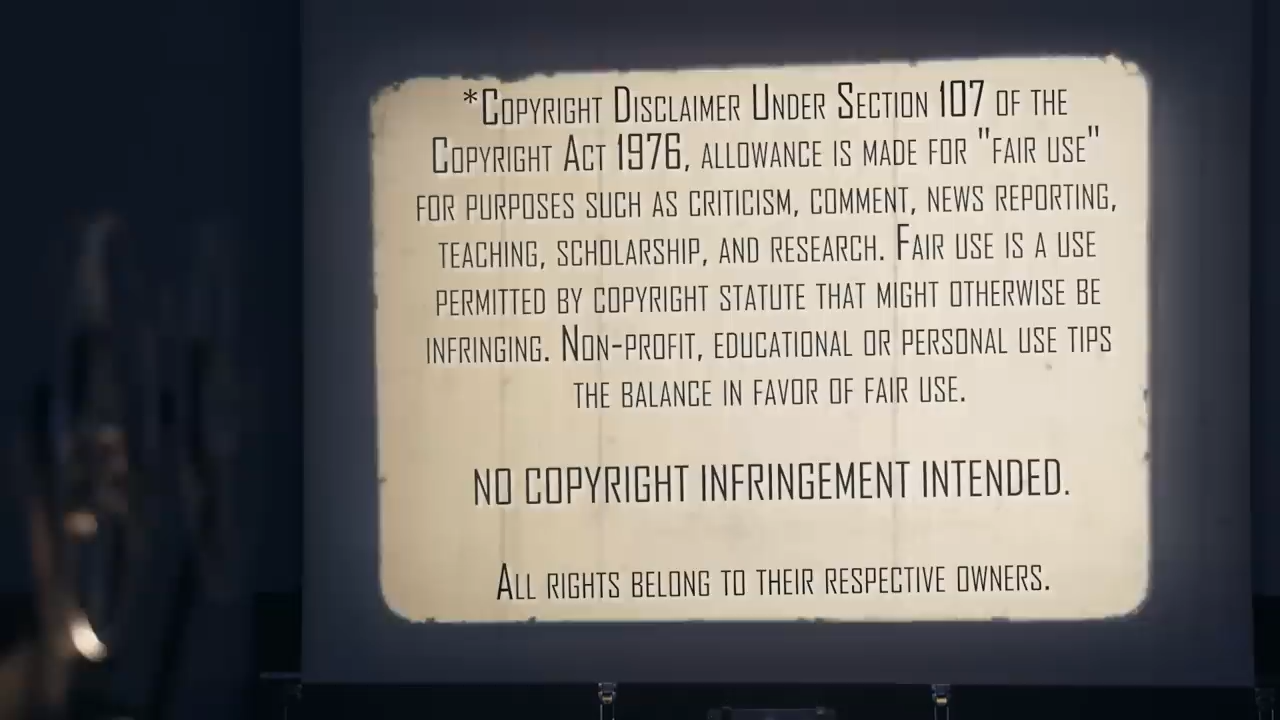 *Copyright Disclaimer Under Section 107 of the
Copyright Act 1976, allowance is made for "fair use"
for purposes such as criticism, comment, news reporting,
teaching, scholarship, and research. Fair use is a use
permitted by copyright statute that might otherwise be
infringing. Non-profit, educational or personal use tips
the balance in favor of fair use.
NO COPYRIGHT INFRINGEMENT INTENDED.
All rights belong to their respective owners.